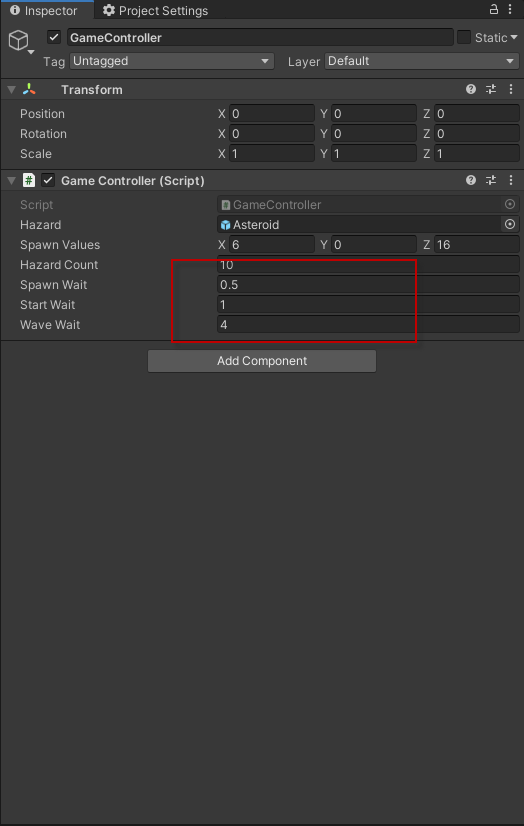 Inspector Project Settings
GameController Static
Tag Untagged Layer Default
Transform
Position X 0 Y 0 Z 0
Rotation X 0 Y 0 Z 0
Scale X 1 Y 1 Z 1
# Game Controller (Script)
Script # GameController
Hazard Asteroid
Spawn Values X 6 Y 0 Z 16
Hazard Count 10
Spawn Wait 0.5
Start Wait 1
Wave Wait 4
Add Component